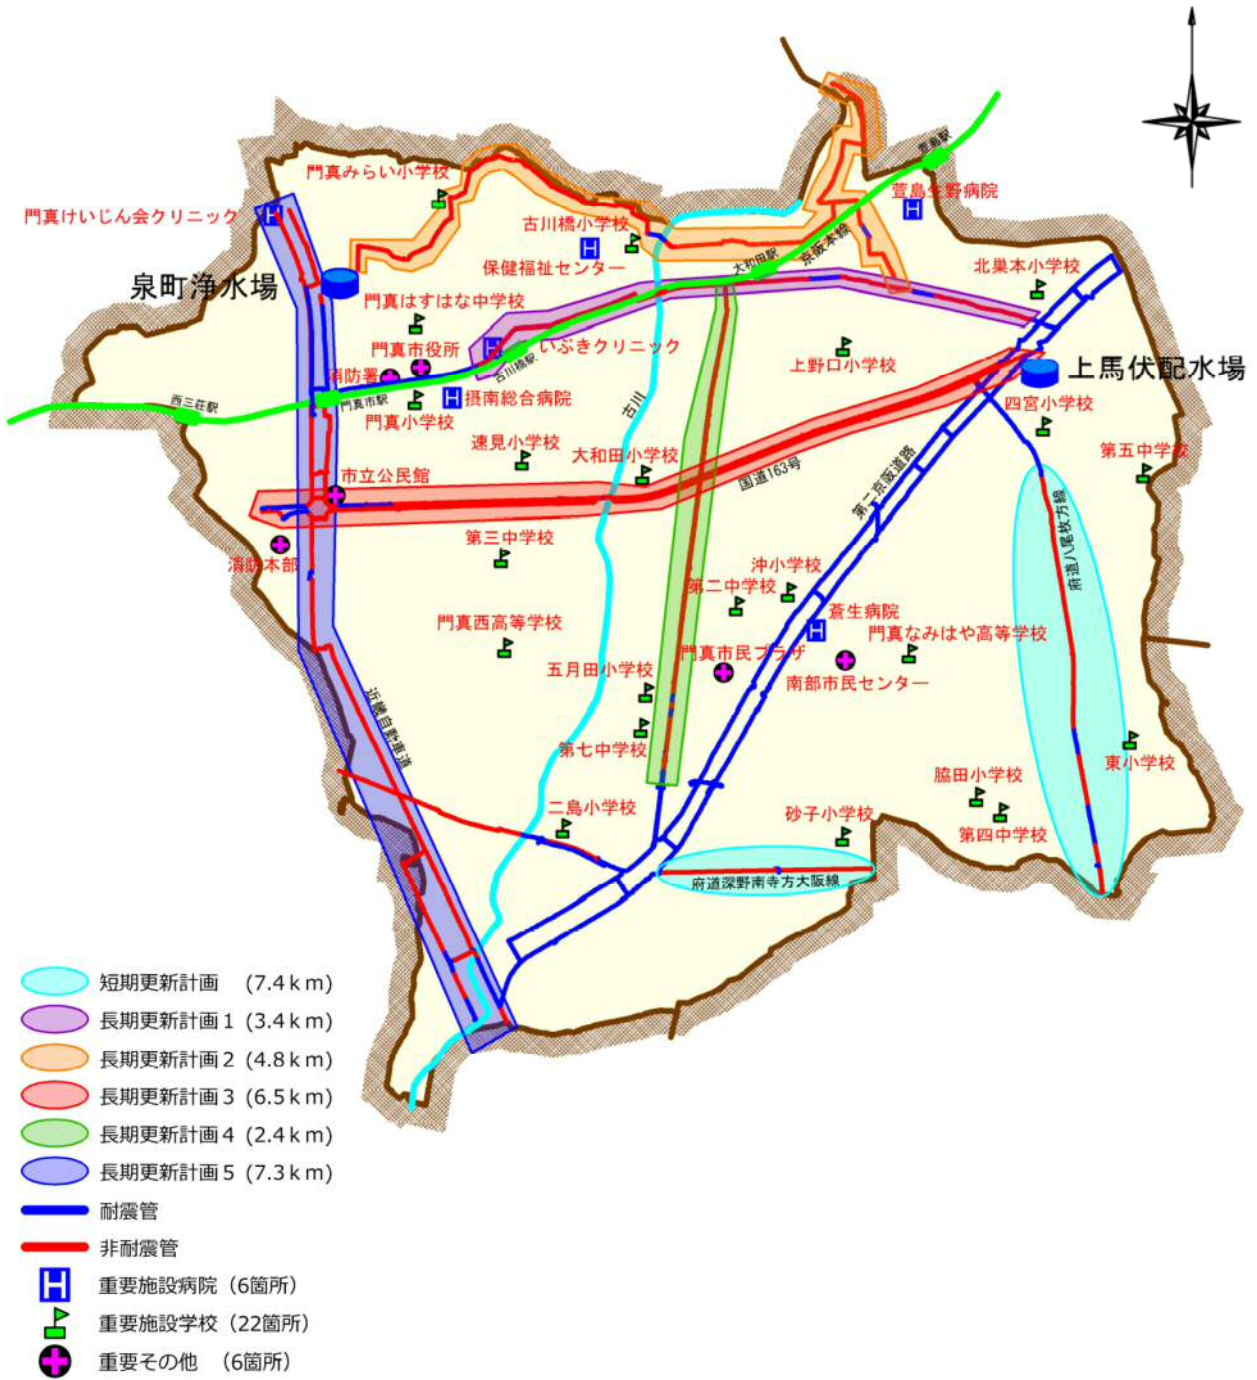 萱島駅
門真みらい小学校
萱島生野病院
門真けいじん会クリニック
古川橋小学校
京阪本線
大和田駅
保健福祉センター
北巣本小学校
泉町浄水場
門真はすはな中学校
門真市役所
いぶきクリニック
上野口小学校
古川橋駅
消防署
上馬伏配水場
西三荘駅
門真市駅
摂南総合病院
古川
四宮小学校
門真小学校
速見小学校
大和田小学校
第五中学校
市立公民館
国道163号
第二京阪道路
府道八尾枚方線
第三中学校
消防本部
沖小学校
第二中学校
蒼生病院
門真西高等学校
門真なみはや高等学校
門真市民プラザ
五月田小学校
南部市民センター
近畿自動車道
第七中学校
東小学校
脇田小学校
二島小学校
砂子小学校
第四中学校
府道深野南寺方大阪線
短期更新計画 (7.4km)
長期更新計画1 (3.4km)
長期更新計画2 (4.8km)
長期更新計画3 (6.5km)
長期更新計画4 (2.4km)
長期更新計画5 (7.3km)
耐震管
非耐震管
H 重要施設病院（6箇所）
重要施設学校（22箇所）
重要その他 （6箇所）